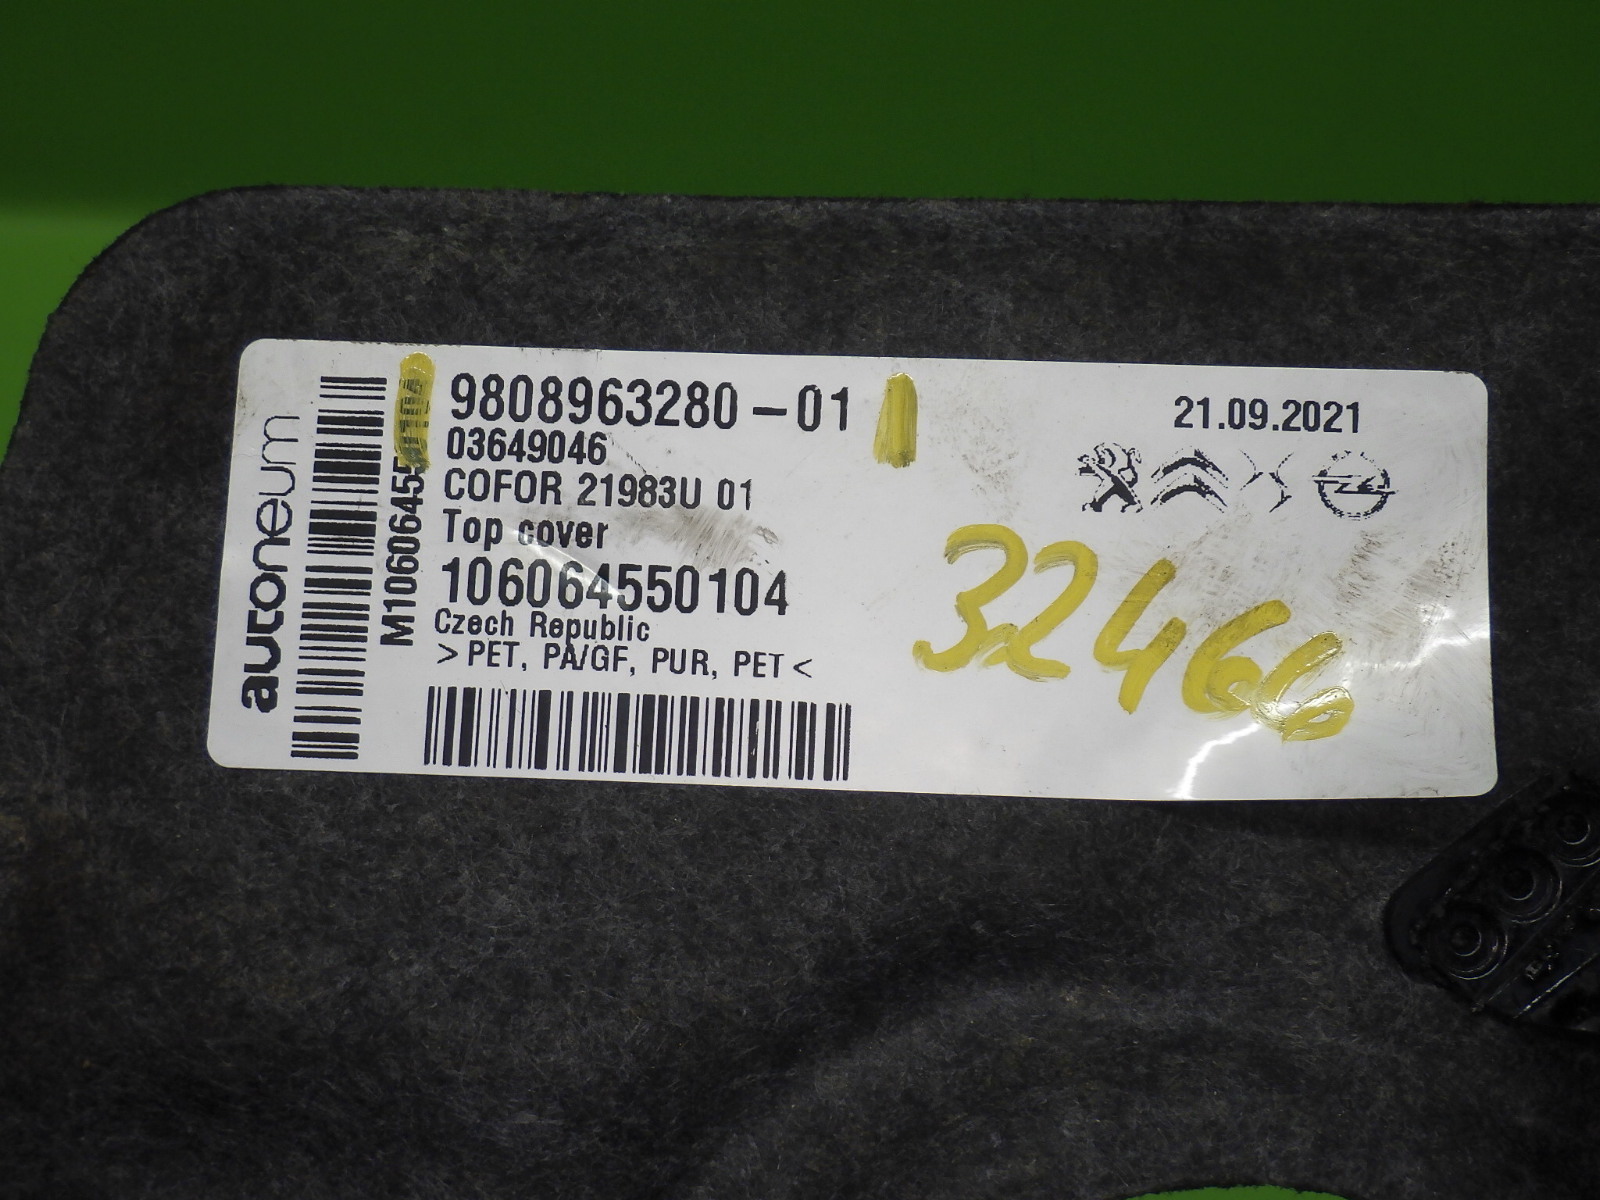 autoneum
M10606455
9808963280-01
03649046
COFOR 21983U 01
Top cover
106064550104
Czech Republic
>PET, PA/GF, PUR, PET<
21.09.2021
32466